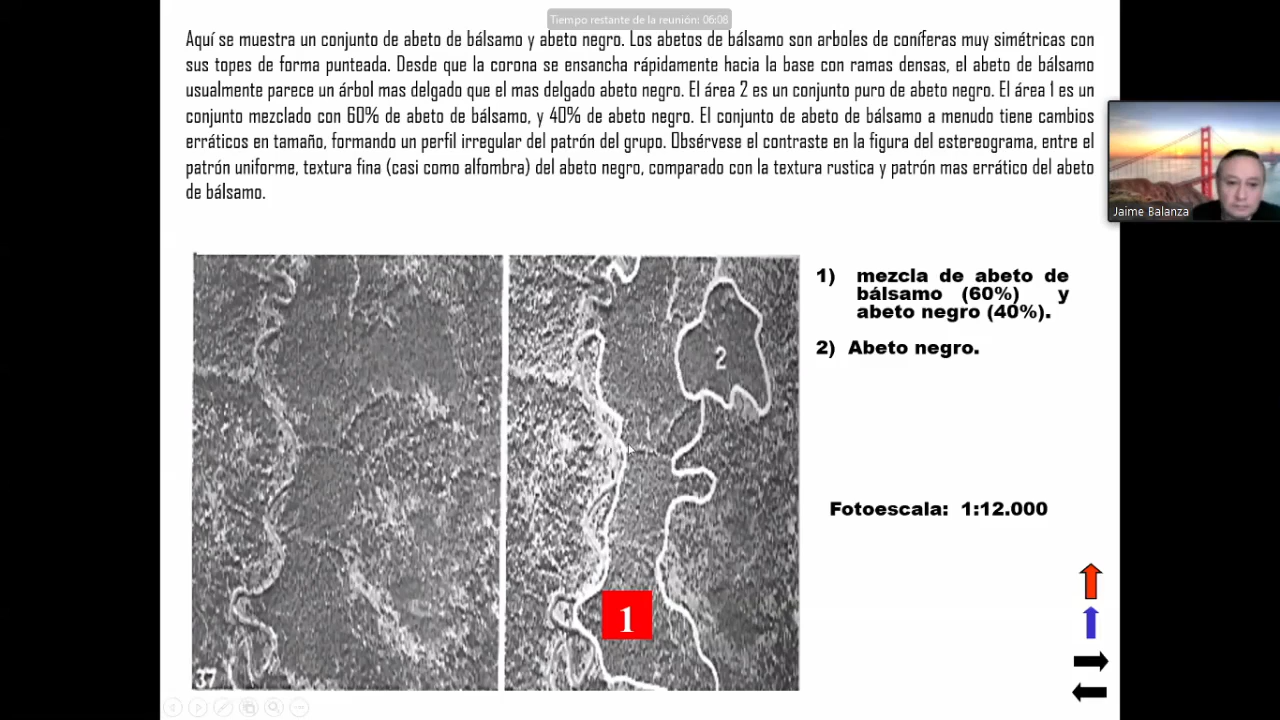 Tiempo restante de la reunión: 06:08
Aquí se muestra un conjunto de abeto de bálsamo y abeto negro. Los abetos de bálsamo son arboles de coníferas muy simétricas con
sus topes de forma punteada. Desde que la corona se ensancha rápidamente hacia la base con ramas densas, el abeto de bálsamo
usualmente parece un árbol mas delgado que el mas delgado abeto negro. El área 2 es un conjunto puro de abeto negro. El área 1 es un
conjunto mezclado con 60% de abeto de bálsamo, y 40% de abeto negro. El conjunto de abeto de bálsamo a menudo tiene cambios
erráticos en tamaño, formando un perfil irregular del patrón del grupo. Obsérvese el contraste en la figura del estereograma, entre el
patrón uniforme, textura fina (casi como alfombra) del abeto negro, comparado con la textura rustica y patrón mas errático del abeto
de bálsamo.
Jaime Balanza
1) mezcla de abeto de
bálsamo (60%) y
abeto negro (40%).
2) Abeto negro.
2
Fotoescala: 1:12.000
1
37